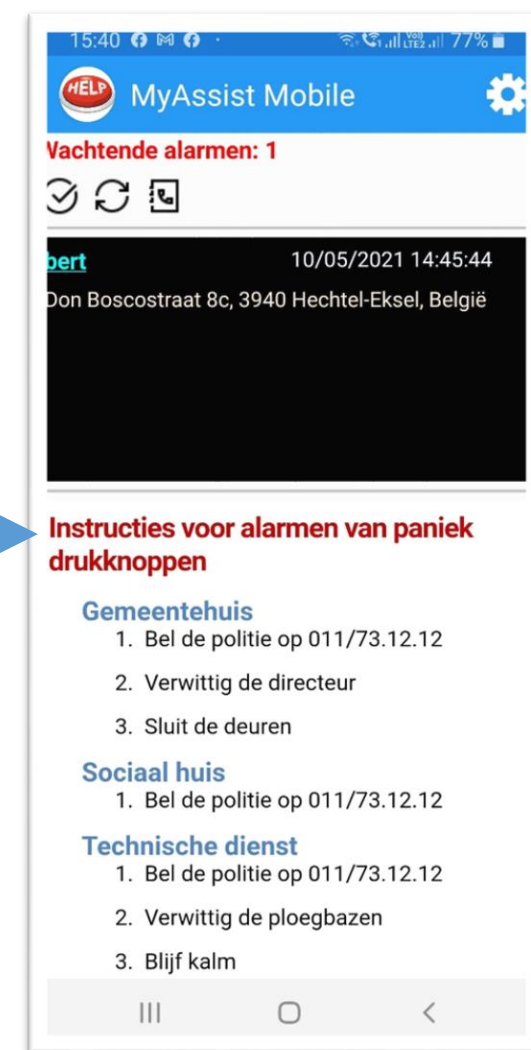 15:40
77%
HELP MyAssist Mobile
Wachtende alarmen: 1
bert 10/05/2021 14:45:44
Don Boscostraat 8c, 3940 Hechtel-Eksel, België
Instructies voor alarmen van paniek
drukknoppen
Gemeentehuis
1. Bel de politie op 011/73.12.12
2. Verwittig de directeur
3. Sluit de deuren
Sociaal huis
1. Bel de politie op 011/73.12.12
Technische dienst
1. Bel de politie op 011/73.12.12
2. Verwittig de ploegbazen
3. Blijf kalm